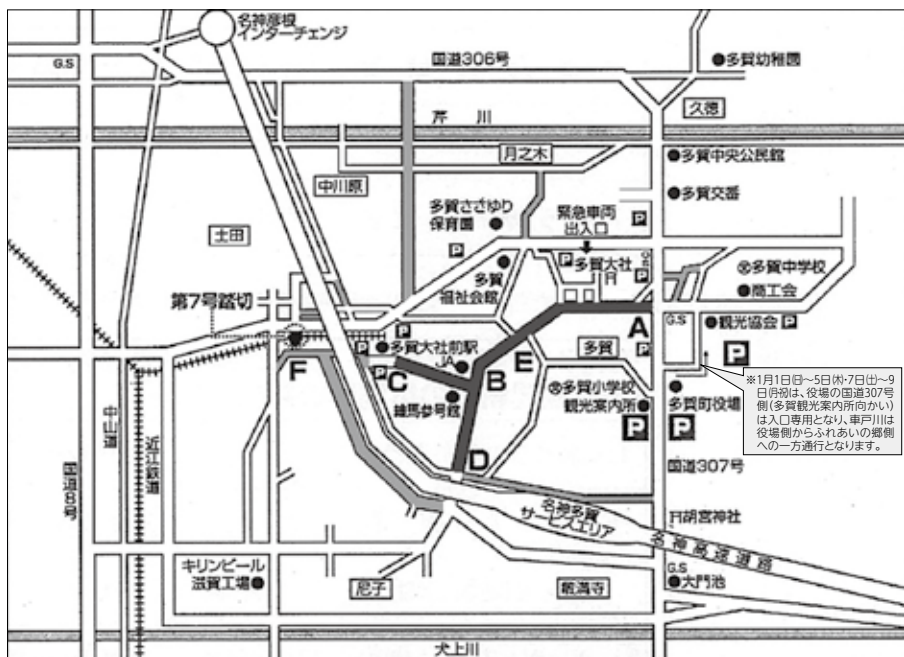 名神彦根
インターチェンジ
G.S
国道306号
多賀幼稚園
芹 川
久徳
月之木
多賀中央公民館
中川原
多賀交番
多賀ささゆり
保育園
緊急車両
出入口
P
土田
P
多賀
福祉会館
P
多賀大社
P
文多賀中学校
商工会
第7号踏切
A
G.S
観光協会 P
P
多賀大社前駅
JA
E
多賀
P
P
F
P
P
C
B
文多賀小学校
観光案内所
P
多賀町役場
P
※1月1日(日)〜5日(木)・7日(土)〜9
日(月・祝)は、役場の国道307号
側(多賀観光案内所向かい)
は入口専用となり、車戸川は
役場側からふれあいの郷側
への一方通行となります。
絵馬参号館
中山道
近江鉄道
国道8号
D
国道307号
名神多賀
サービスエリア
胡宮神社
名神高速道路
キリンビール
滋賀工場
尼子
敏満寺
G.S
大門池
犬上川